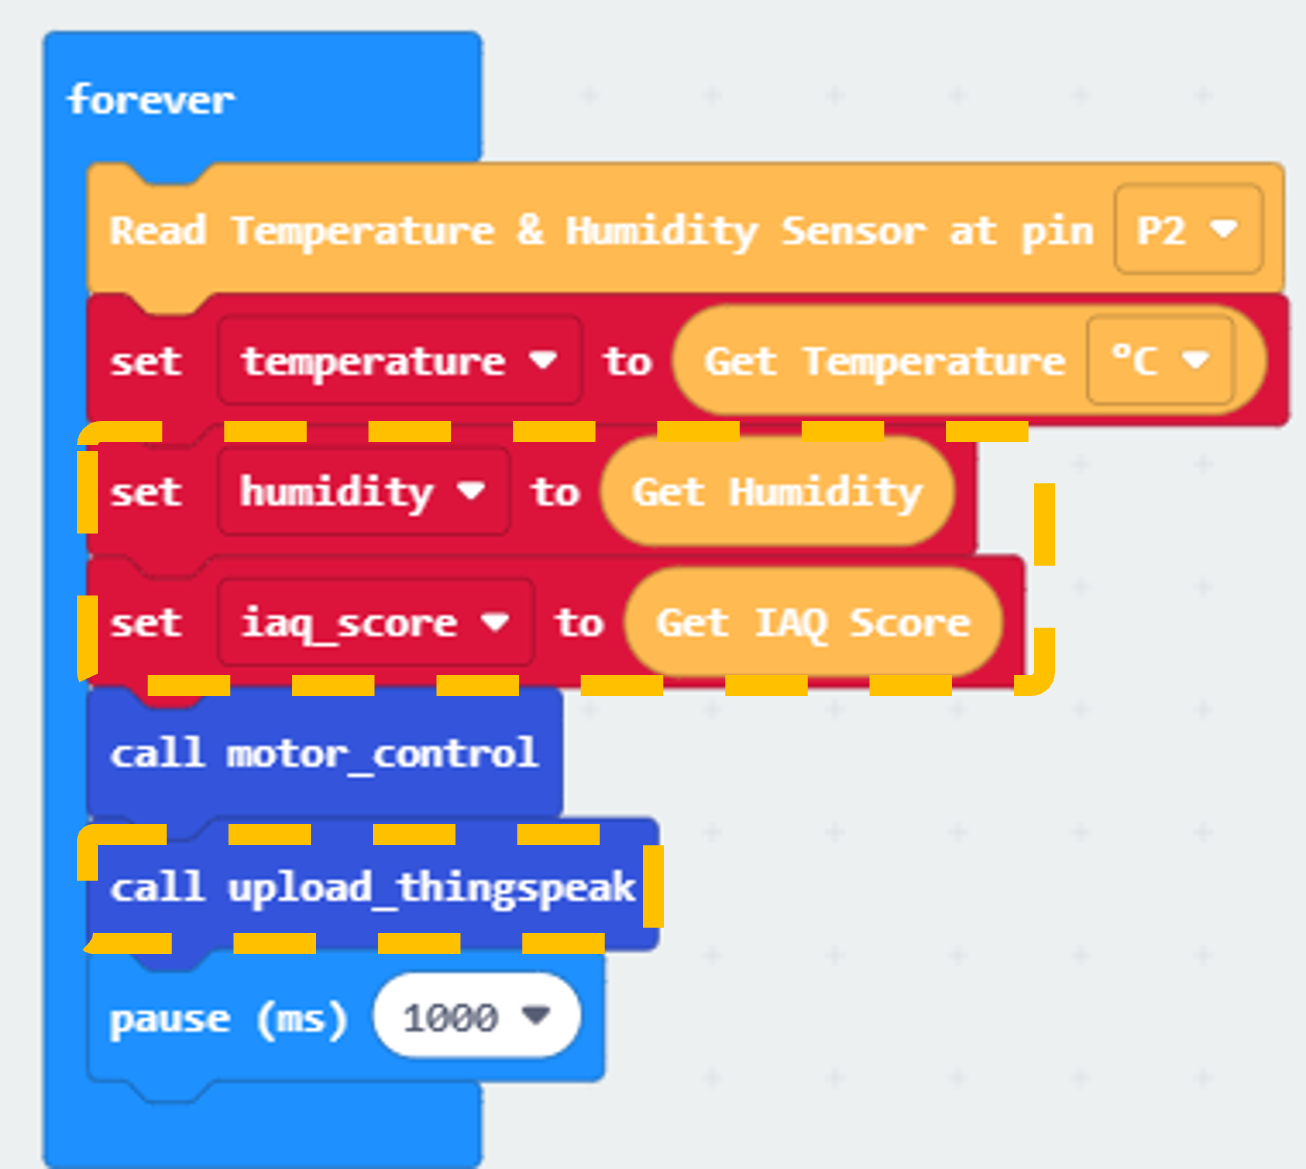 forever
Read Temperature & Humidity Sensor at pin P2
set temperature to Get Temperature °C
set humidity to Get Humidity
set iaq_score to Get IAQ Score
call motor_control
call upload_thingspeak
pause (ms) 1000